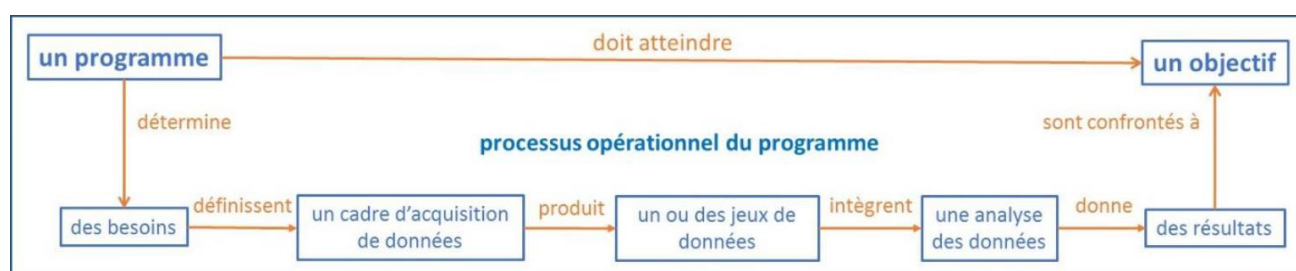 doit atteindre
un programme
un objectif
détermine
sont confrontés à
processus opérationnel du programme
définissent
produit
intègrent
donne
des besoins
un cadre d'acquisition
de données
un ou des jeux de
données
une analyse
des données
des résultats